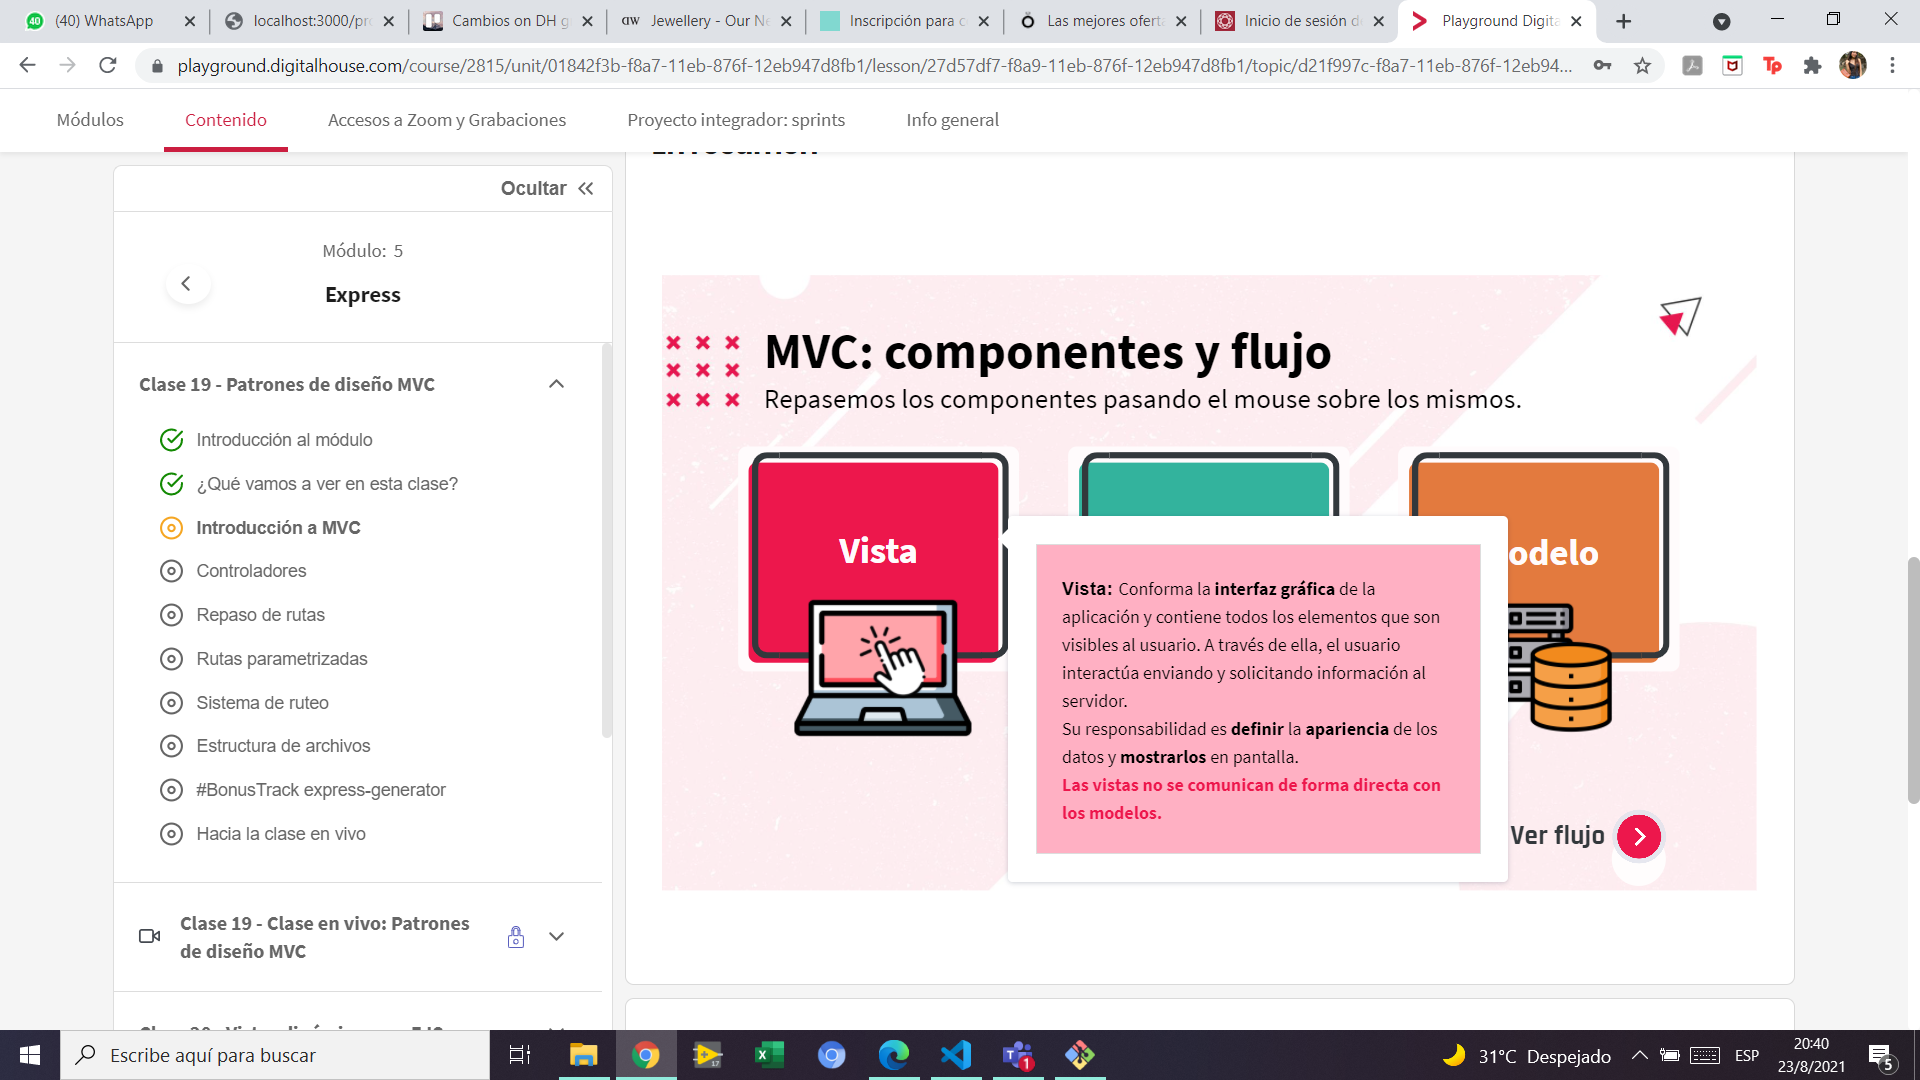 (40) WhatsApp
localhost:3000/pr
Cambios on DH g
Jewellery - Our Ne
Inscripción para c
Las mejores oferta
Inicio de sesión d
Playground Digita
playground.digitalhouse.com/course/2815/unit/01842f3b-f8a7-11eb-876f-12eb947d8fb1/lesson/27d57df7-f8a9-11eb-876f-12eb947d8fb1/topic/d21f997c-f8a7-11eb-876f-12eb94...
Módulos
Contenido
Accesos a Zoom y Grabaciones
Proyecto integrador: sprints
Info general
Ocultar
Módulo: 5
Express
Clase 19 - Patrones de diseño MVC
Introducción al módulo
¿Qué vamos a ver en esta clase?
Introducción a MVC
Controladores
Repaso de rutas
Rutas parametrizadas
Sistema de ruteo
Estructura de archivos
#BonusTrack express-generator
Hacia la clase en vivo
Clase 19 - Clase en vivo: Patrones
de diseño MVC
MVC: componentes y flujo
Repasemos los componentes pasando el mouse sobre los mismos.
Vista
odelo
Vista: Conforma la interfaz gráfica de la
aplicación y contiene todos los elementos que son
visibles al usuario. A través de ella, el usuario
interactúa enviando y solicitando información al
servidor.
Su responsabilidad es definir la apariencia de los
datos y mostrarlos en pantalla.
Las vistas no se comunican de forma directa con
los modelos.
Ver flujo
Escribe aquí para buscar
31°C Despejado
ESP
20:40
23/8/2021
5